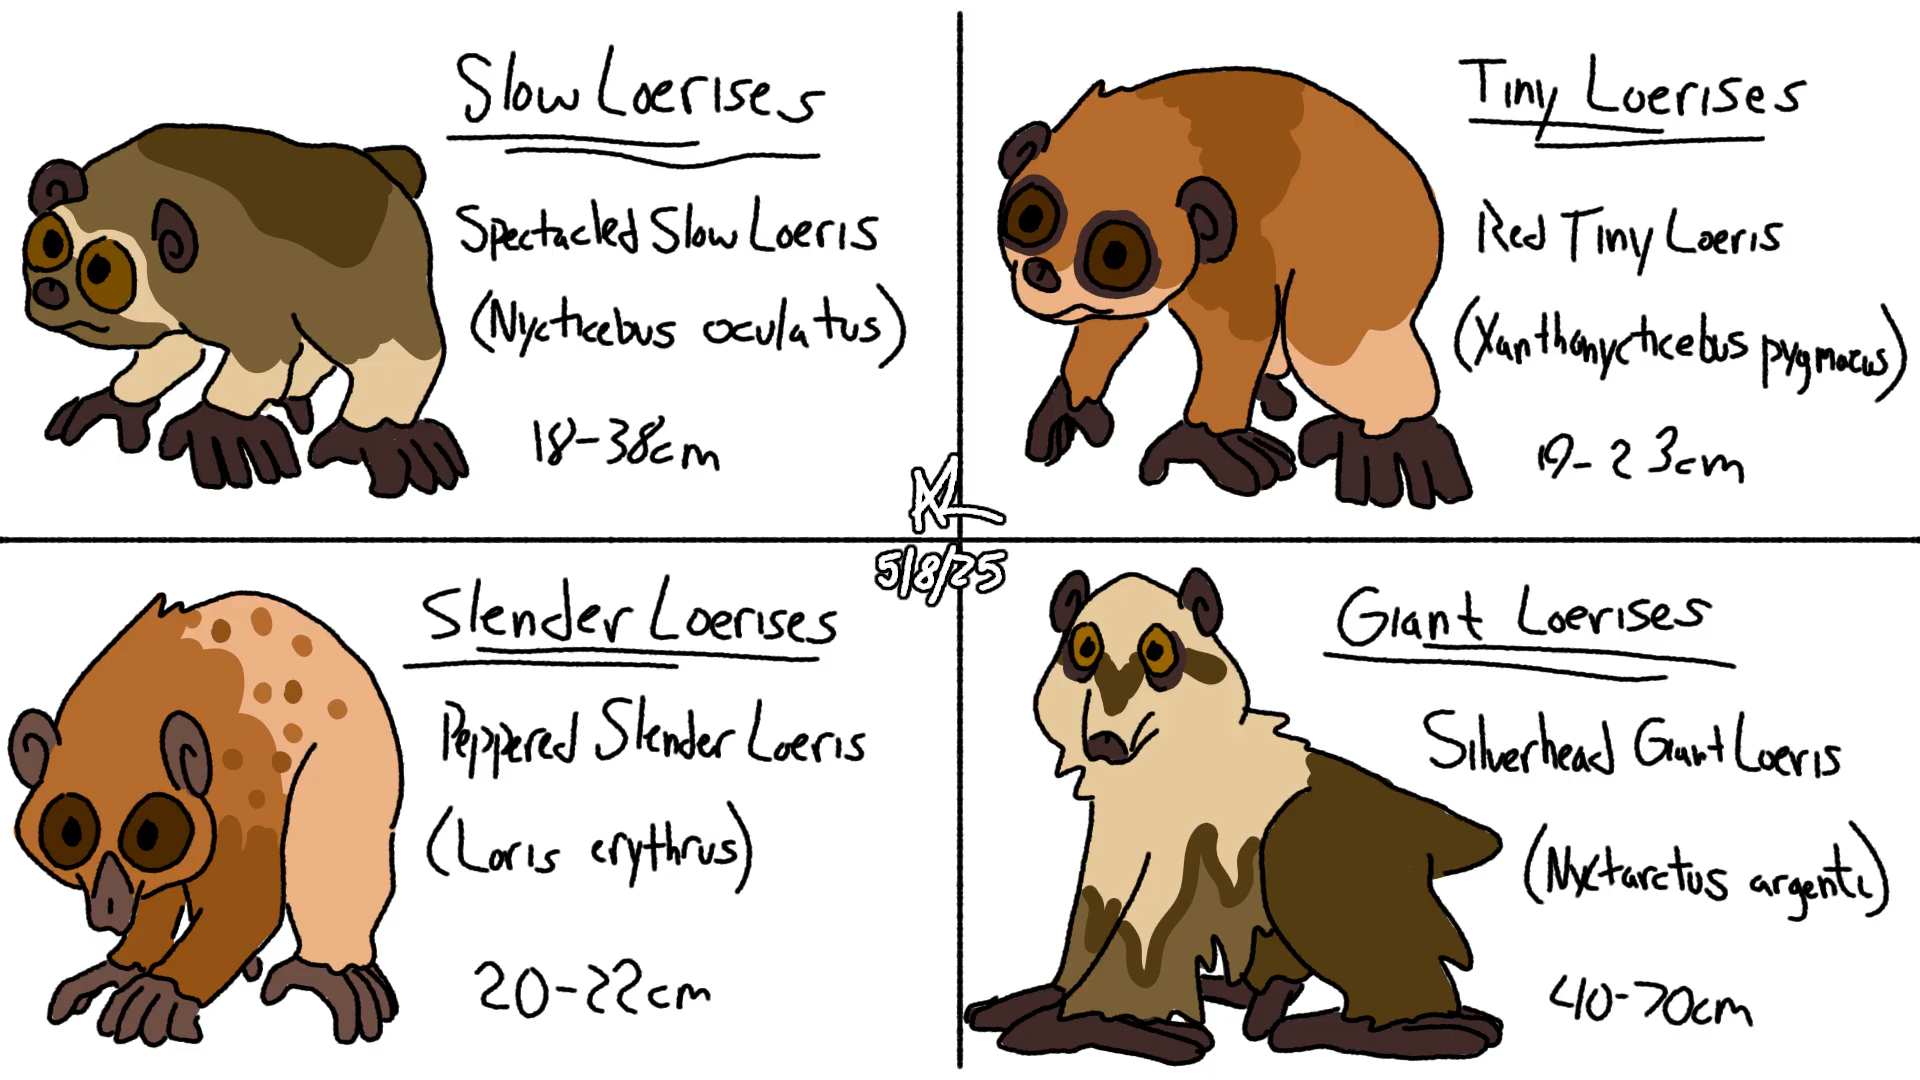 Slow Loerises
Spectacled Slow Loeris
(Nycticebus oculatus)
18-38cm
Tiny Loerises
Red Tiny Loeris
(Xanthonycticebus pygmaeus)
19-23cm
KL
5/8/25
Slender Loerises
Peppered Slender Loeris
(Loris erythrus)
20-22cm
Giant Loerises
Silverhead Giant Loeris
(Nyctarctus argenti)
40-70cm